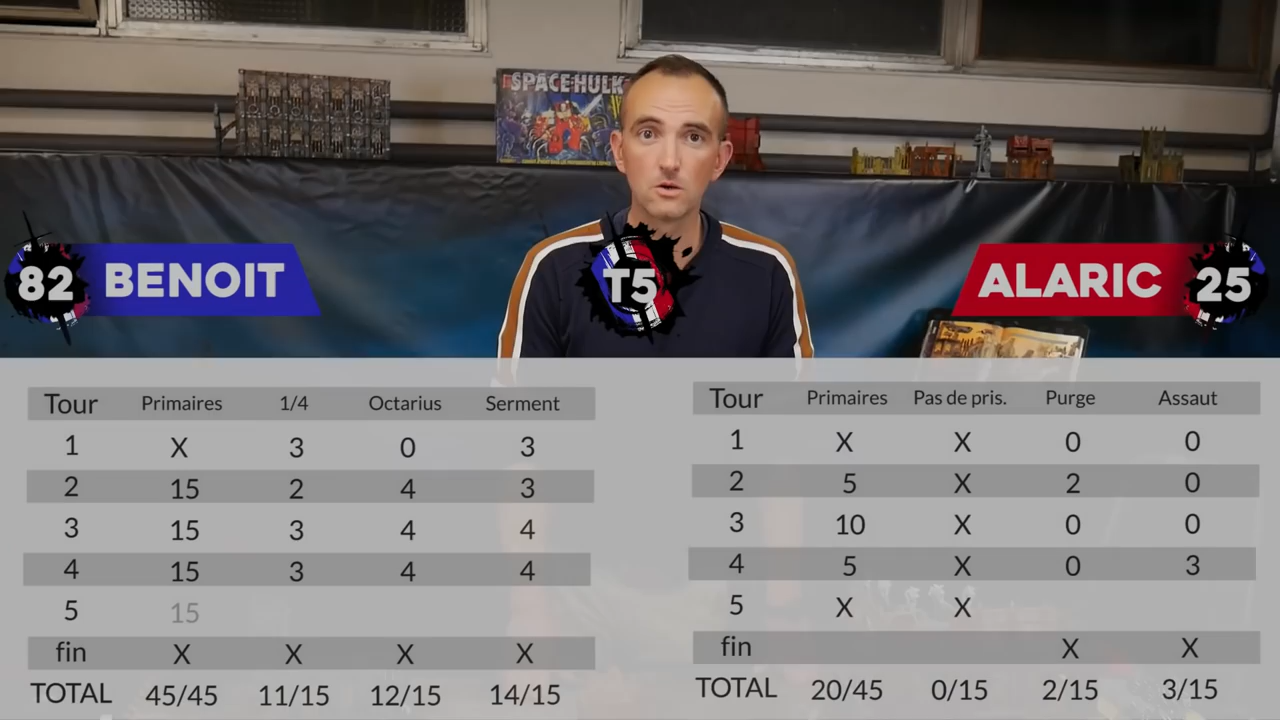 SPACE HULK
82 BENOIT
T5
ALARIC 25
Tour Primaires 1/4 Octarius Serment
1 X 3 0 3
2 15 2 4 3
3 15 3 4 4
4 15 3 4 4
5 15
fin X X X X
TOTAL 45/45 11/15 12/15 14/15
Tour Primaires Pas de pris. Purge Assaut
1 X X 0 0
2 5 X 2 0
3 10 X 0 0
4 5 X 0 3
5 X X
fin X X
TOTAL 20/45 0/15 2/15 3/15